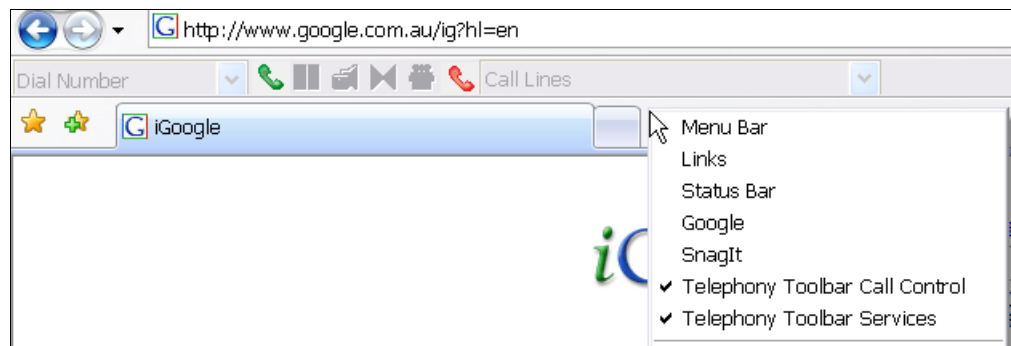 http://www.google.com.au/ig?hl=en
Dial Number Call Lines
iGoogle
Menu Bar
Links
Status Bar
Google
SnagIt
Telephony Toolbar Call Control
Telephony Toolbar Services